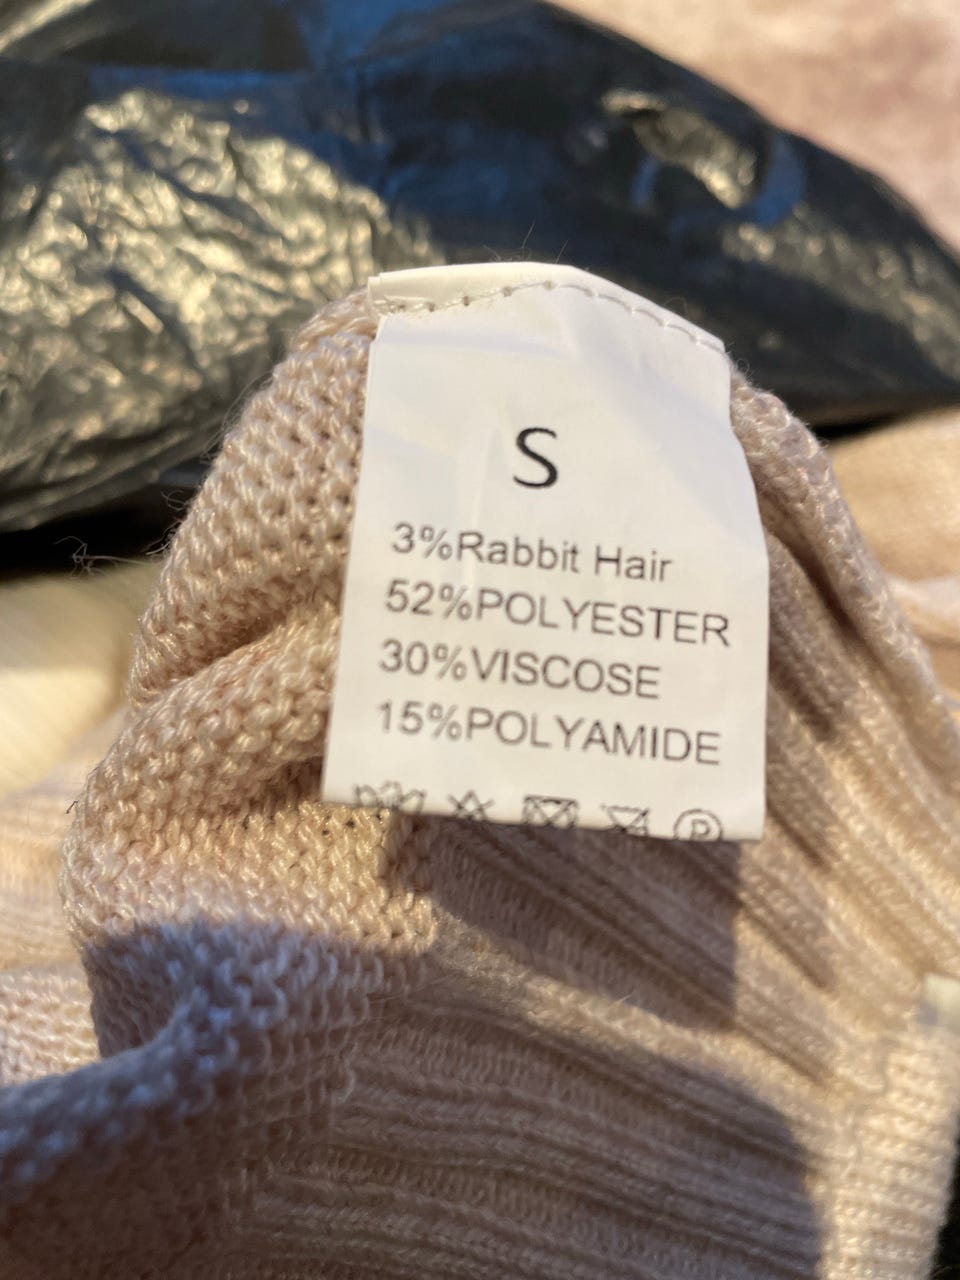 S
3%Rabbit Hair
52%POLYESTER
30%VISCOSE
15%POLYAMIDE
P